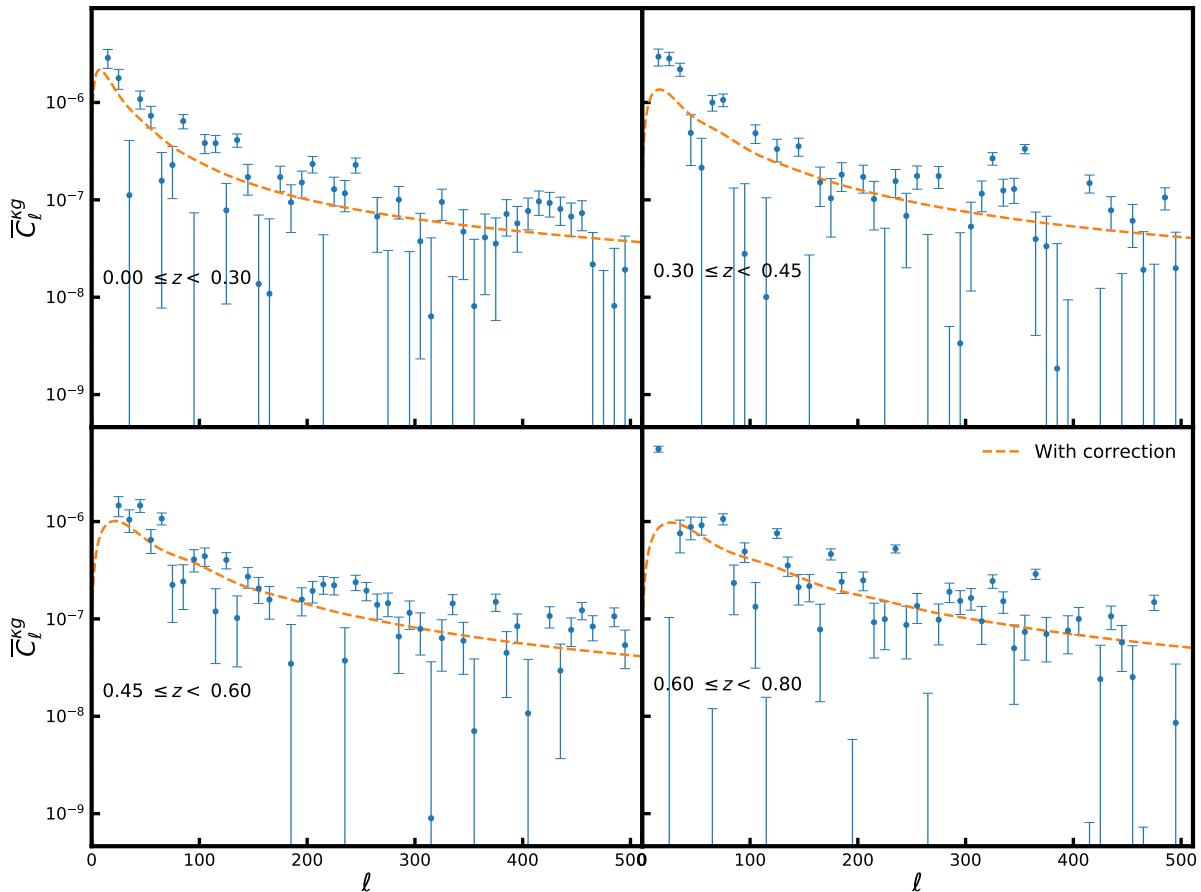 10⁻⁶
10⁻⁷
10⁻⁸
10⁻⁹
C̅ℓ^κg
0.00 ≤ z < 0.30
0.30 ≤ z < 0.45
With correction
10⁻⁶
10⁻⁷
10⁻⁸
10⁻⁹
C̅ℓ^κg
0.45 ≤ z < 0.60
0.60 ≤ z < 0.80
0 100 200 300 400 500
0 100 200 300 400 500
ℓ
ℓ